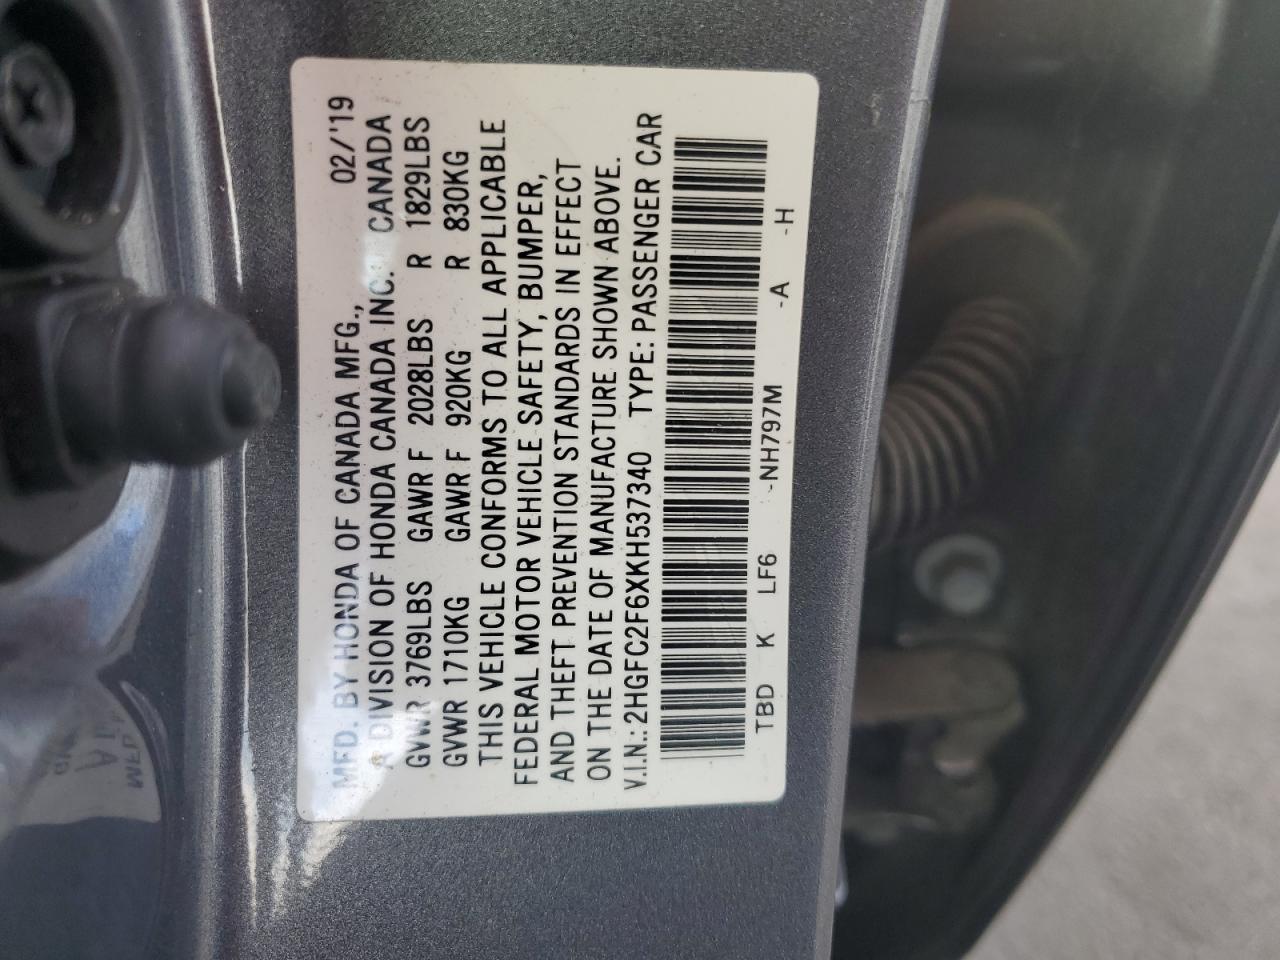 MFD. BY HONDA OF CANADA MFG., 02/'19
A DIVISION OF HONDA CANADA INC. CANADA
GVWR 3769LBS GAWR F 2028LBS R 1829LBS
GVWR 1710KG GAWR F 920KG R 830KG
THIS VEHICLE CONFORMS TO ALL APPLICABLE
FEDERAL MOTOR VEHICLE SAFETY, BUMPER,
AND THEFT PREVENTION STANDARDS IN EFFECT
ON THE DATE OF MANUFACTURE SHOWN ABOVE.
V.I.N.: 2HGFC2F6XKH537340 TYPE: PASSENGER CAR
TBD K LF6 -NH797M -A -H